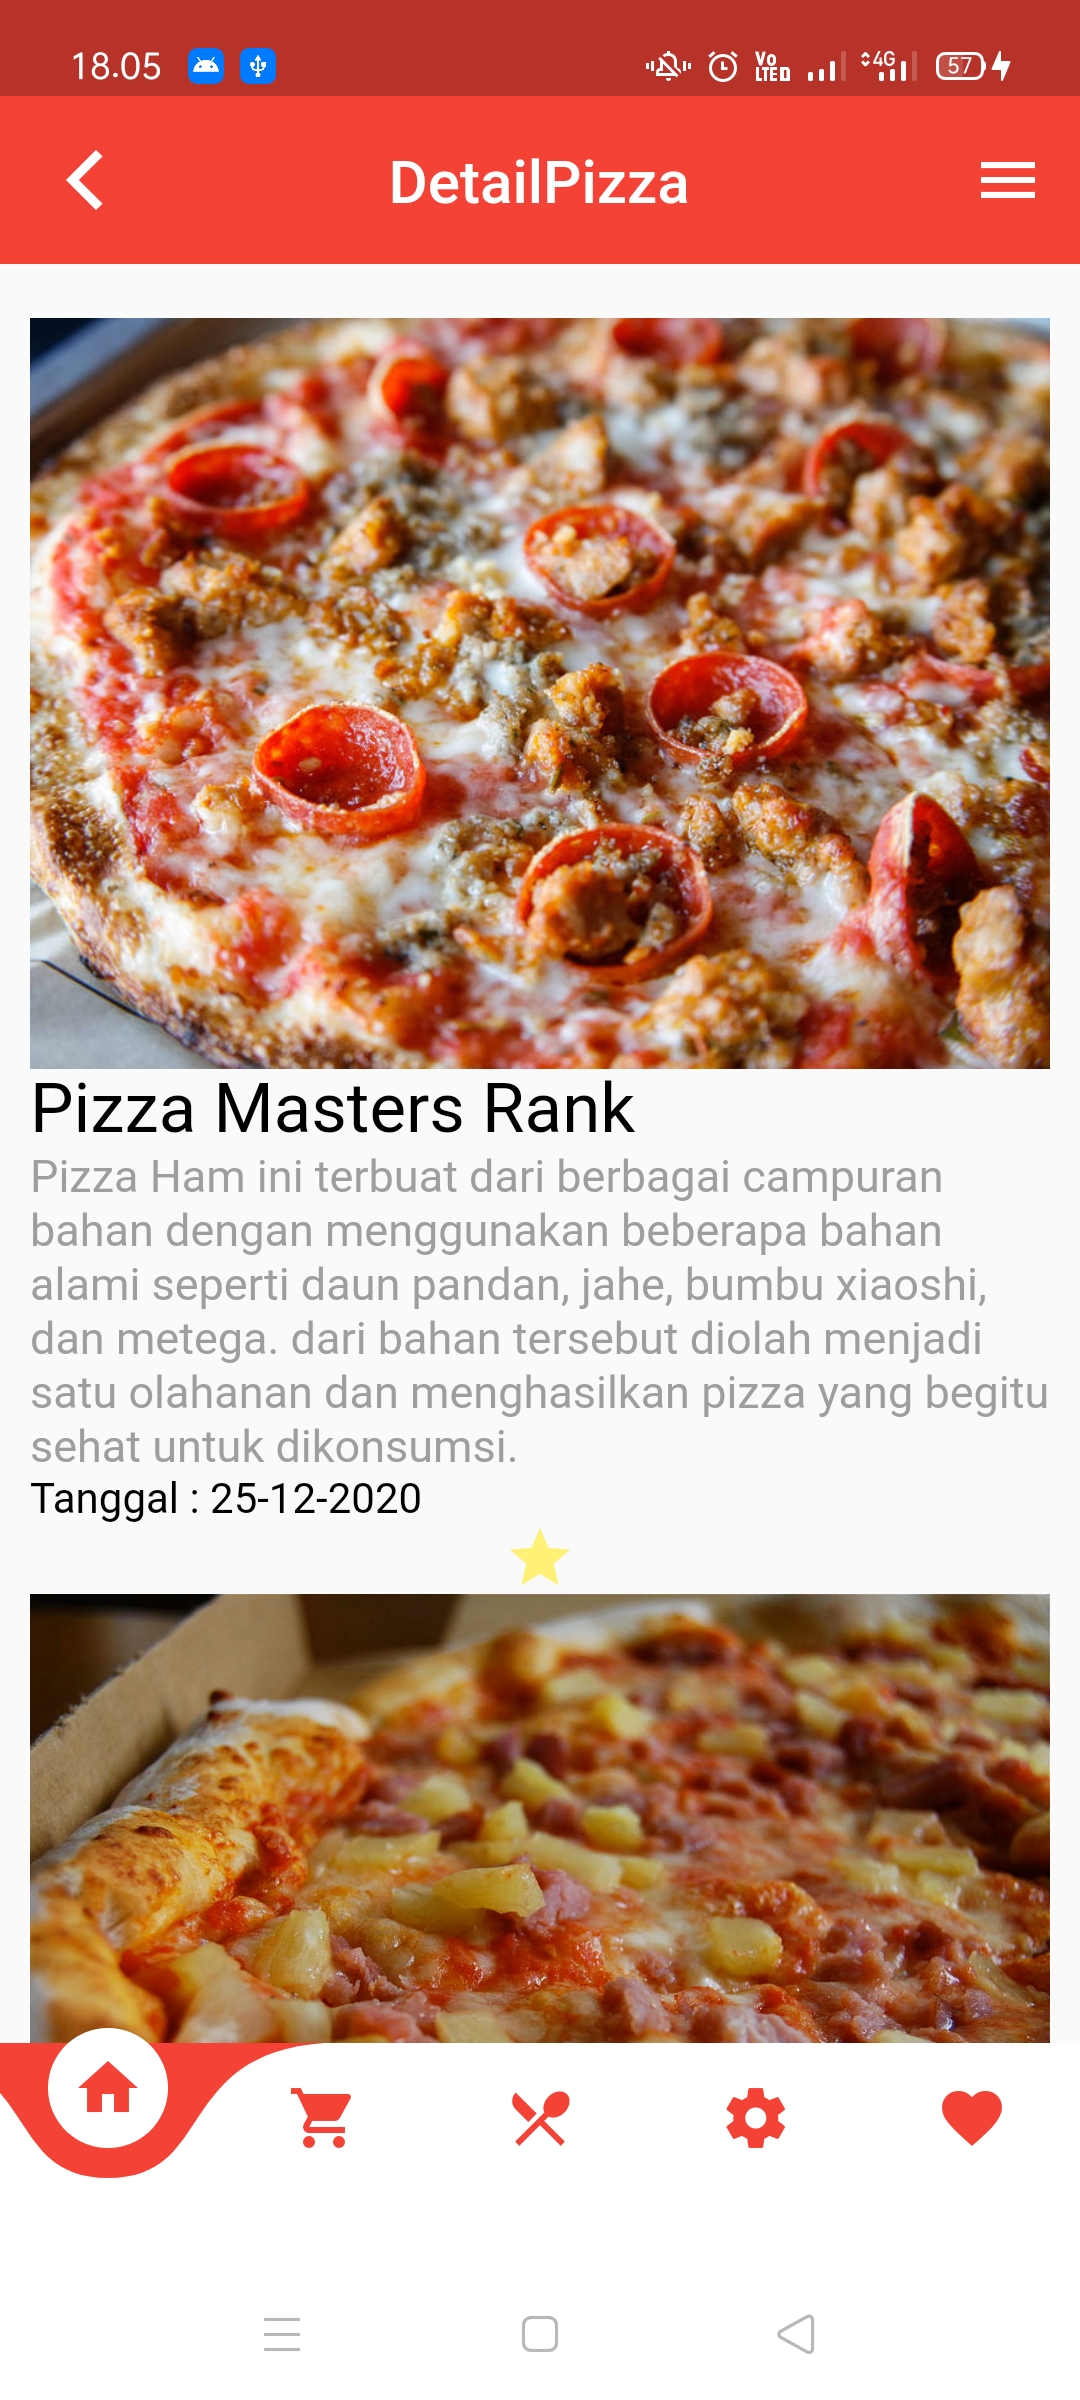 18.05
Vo
LTED
4G
57
DetailPizza
Pizza Masters Rank
Pizza Ham ini terbuat dari berbagai campuran
bahan dengan menggunakan beberapa bahan
alami seperti daun pandan, jahe, bumbu xiaoshi,
dan metega. dari bahan tersebut diolah menjadi
satu olahanan dan menghasilkan pizza yang begitu
sehat untuk dikonsumsi.
Tanggal : 25-12-2020